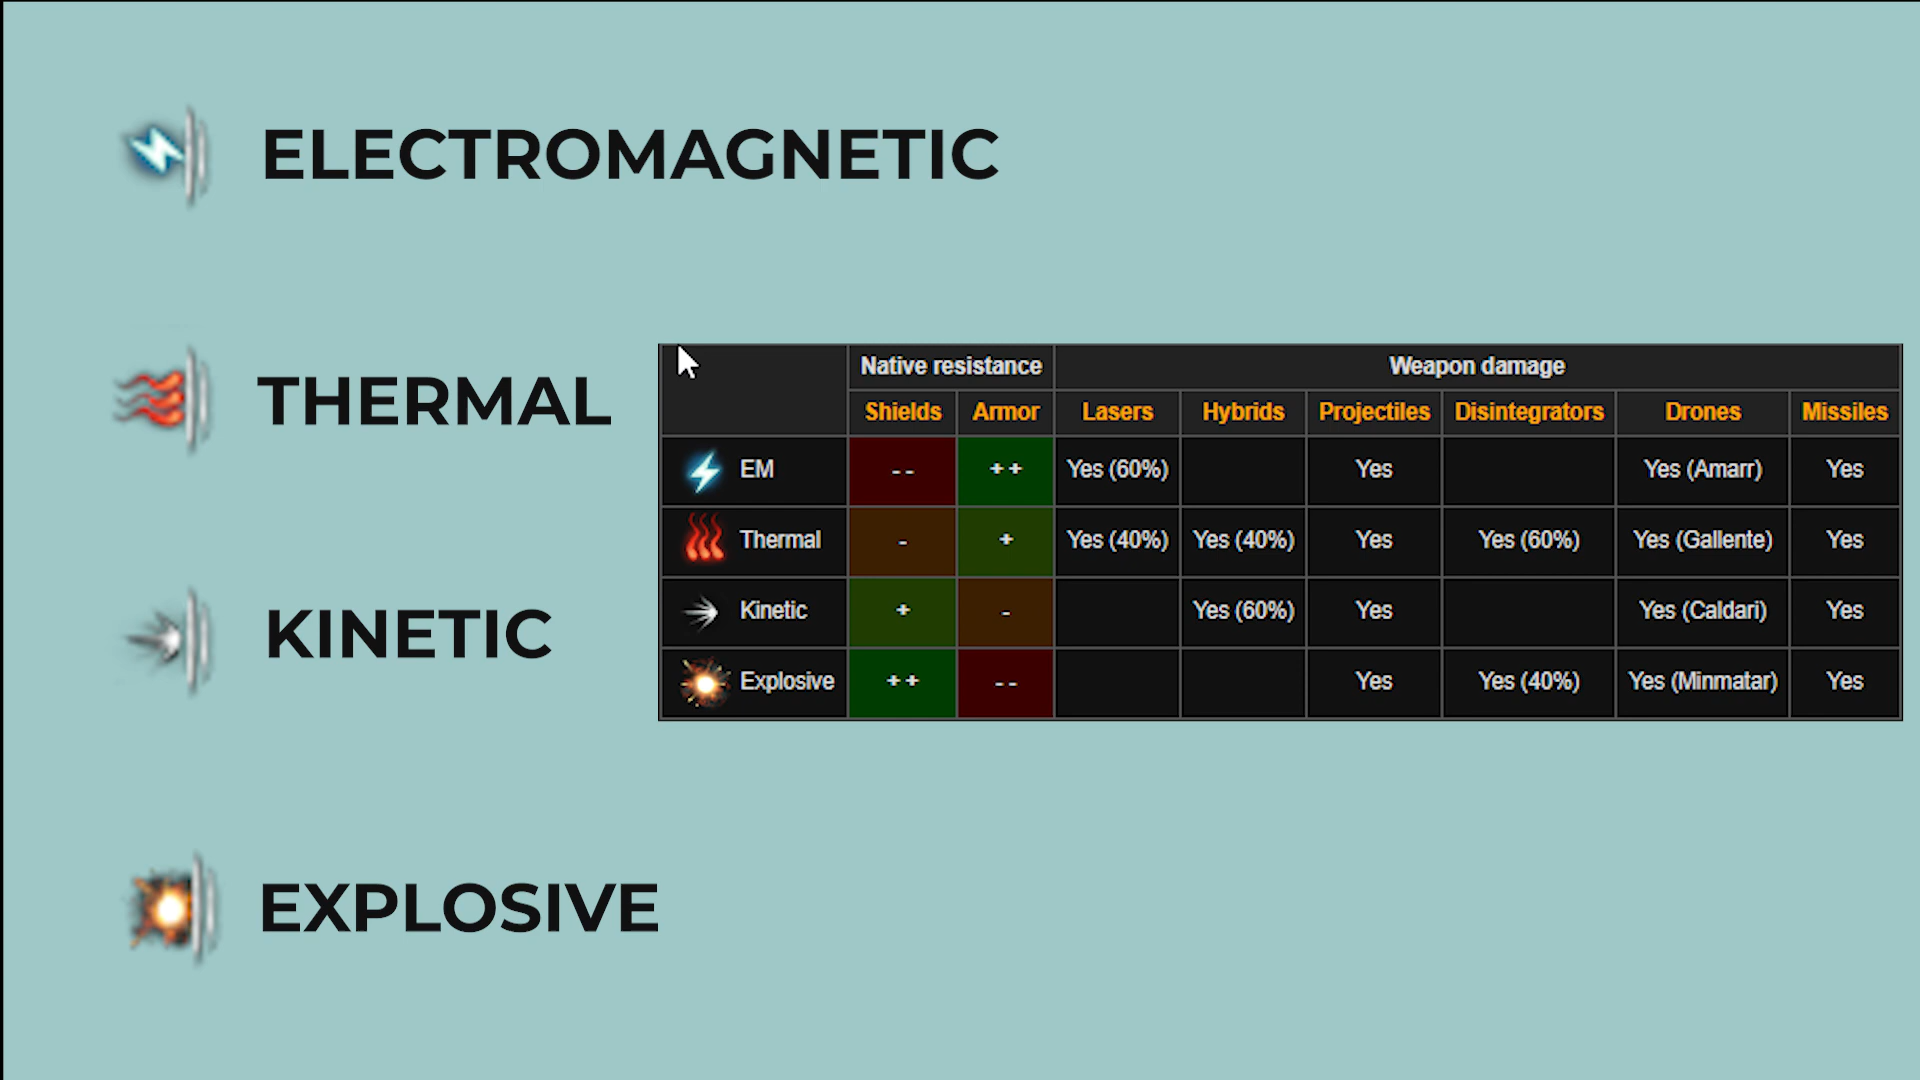 ELECTROMAGNETIC
THERMAL
KINETIC
EXPLOSIVE
Native resistance Weapon damage
Shields Armor Lasers Hybrids Projectiles Disintegrators Drones Missiles
EM -- ++ Yes (60%) Yes Yes (Amarr) Yes
Thermal - + Yes (40%) Yes (40%) Yes Yes (60%) Yes (Gallente) Yes
Kinetic + - Yes (60%) Yes Yes (Caldari) Yes
Explosive ++ -- Yes Yes (40%) Yes (Minmatar) Yes